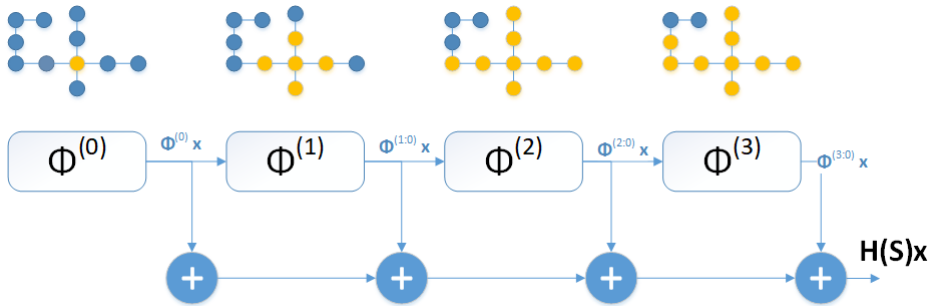 Φ(0)
Φ(0) x
Φ(1)
Φ(1:0) x
Φ(2)
Φ(2:0) x
Φ(3)
Φ(3:0) x
+
+
+
+
H(S)x